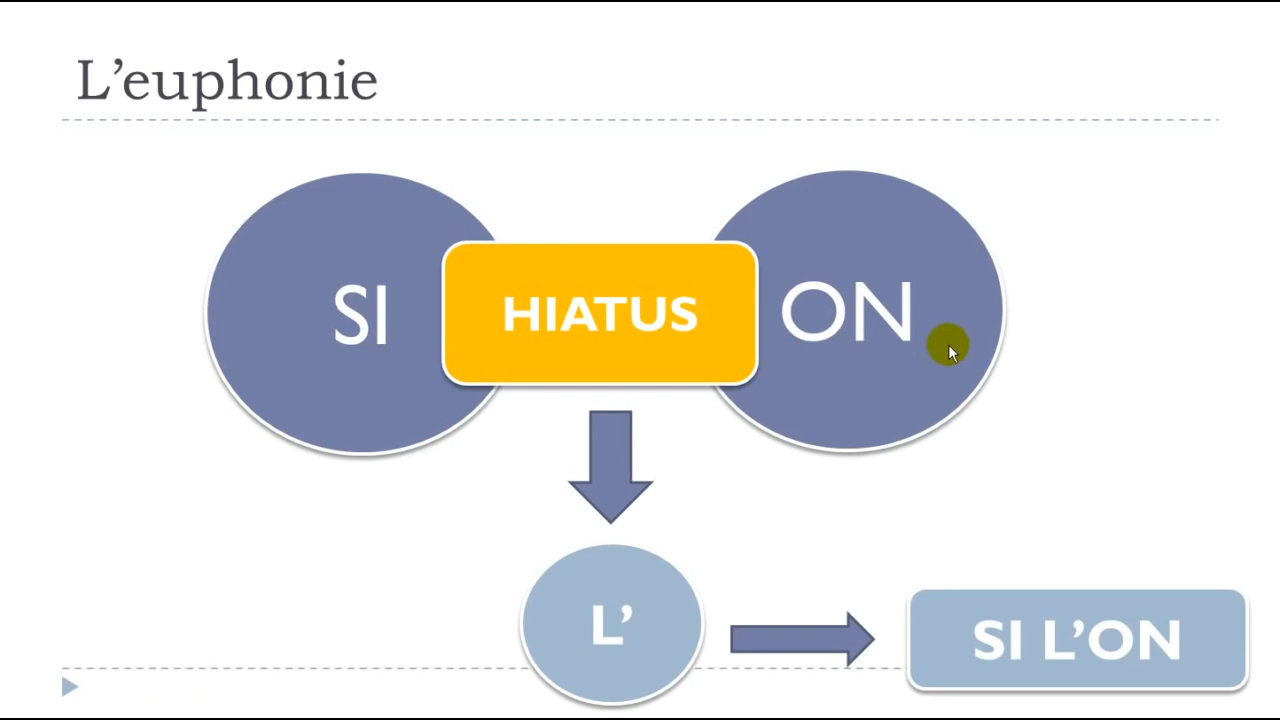 L’euphonie
SI
HIATUS
ON
L’
SI L’ON